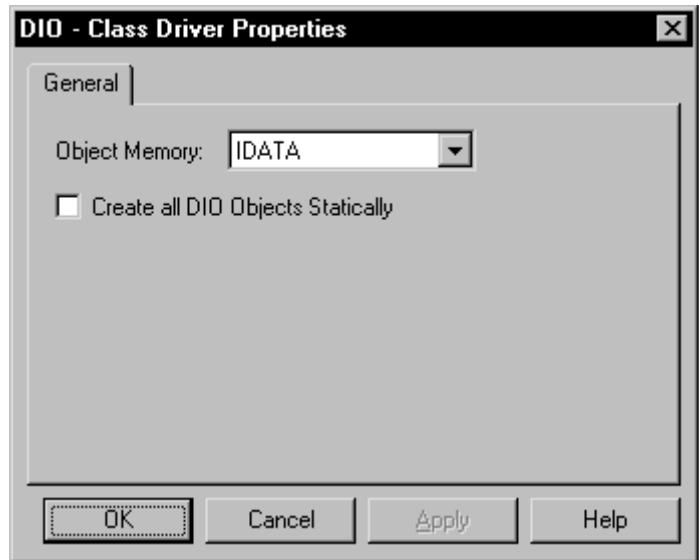 DIO - Class Driver Properties
General
Object Memory: IDATA
Create all DIO Objects Statically
OK Cancel Apply Help